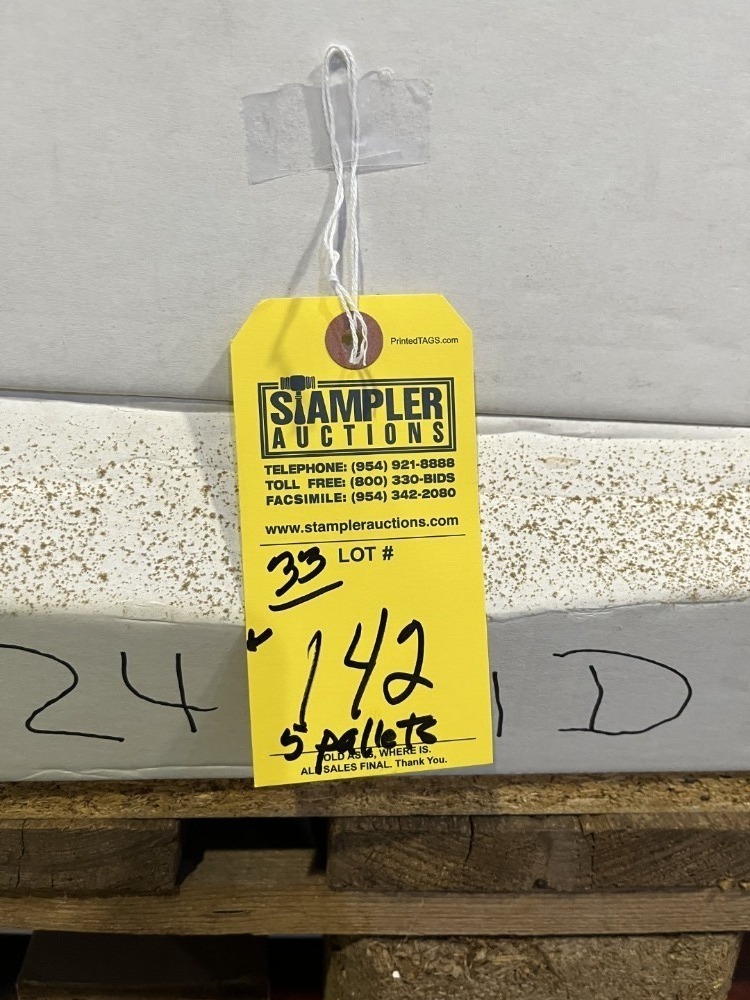 PrintedTAGS.com
STAMPLER
AUCTIONS
TELEPHONE: (954) 921-8888
TOLL FREE: (800) 330-BIDS
FACSIMILE: (954) 342-2080
www.stamplerauctions.com
33 LOT #
142
24 D
5 pallets
SOLD AS IS, WHERE IS.
ALL SALES FINAL. Thank You.